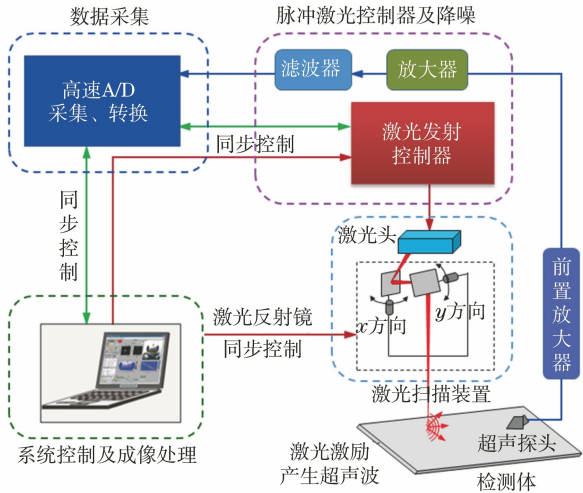 数据采集
脉冲激光控制器及降噪
高速A/D
采集、转换
滤波器
放大器
同步控制
激光发射
控制器
同步控制
激光头
x方向
y方向
前置放大器
激光反射镜
同步控制
激光扫描装置
系统控制及成像处理
激光激励
产生超声波
超声探头
检测体